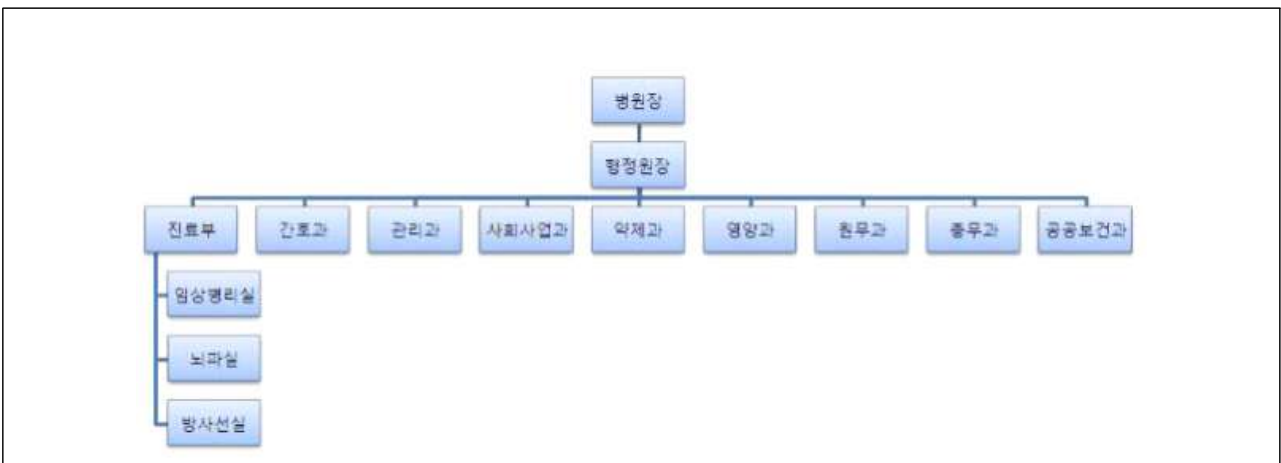 병원장
행정원장
진료부 간호과 관리과 사회사업과 약제과 영양과 원무과 총무과 공공보건과
임상병리실
뇌파실
방사선실